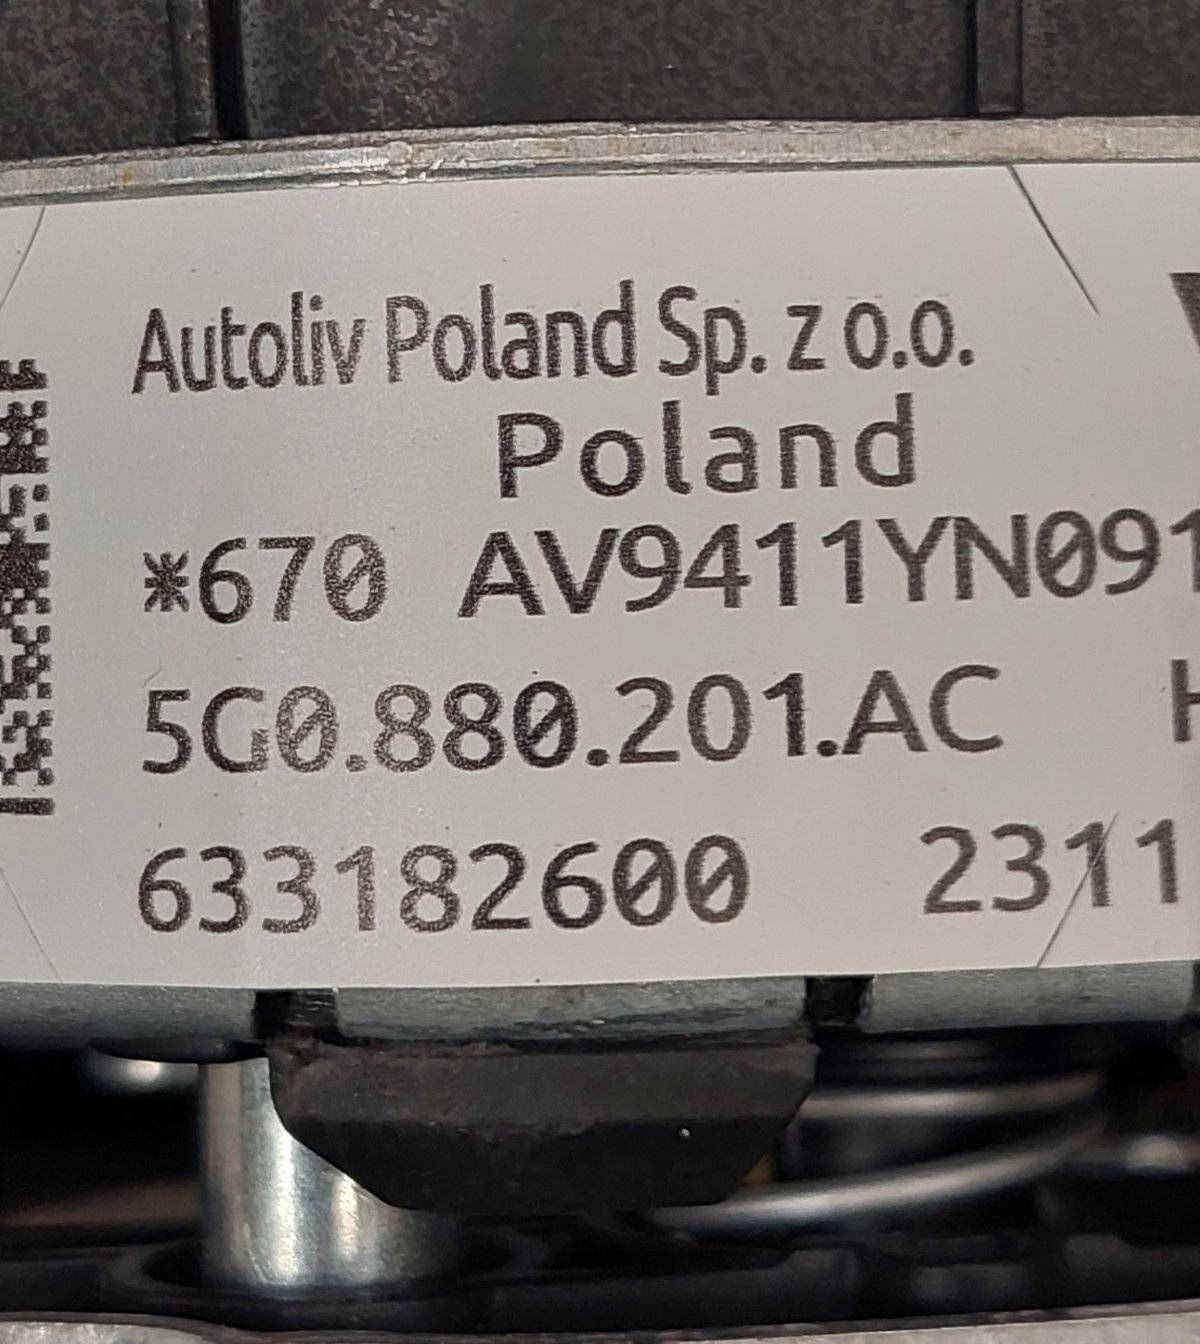 Autoliv Poland Sp. z o.o.
Poland
*670 AV9411YN091
5G0.880.201.AC H
633182600 2311